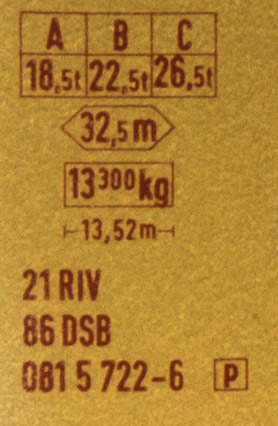 A B C
18,5t 22,5t 26,5t
32,5m
13300kg
13,52m
21 RIV
86 DSB
081 5 722-6 P